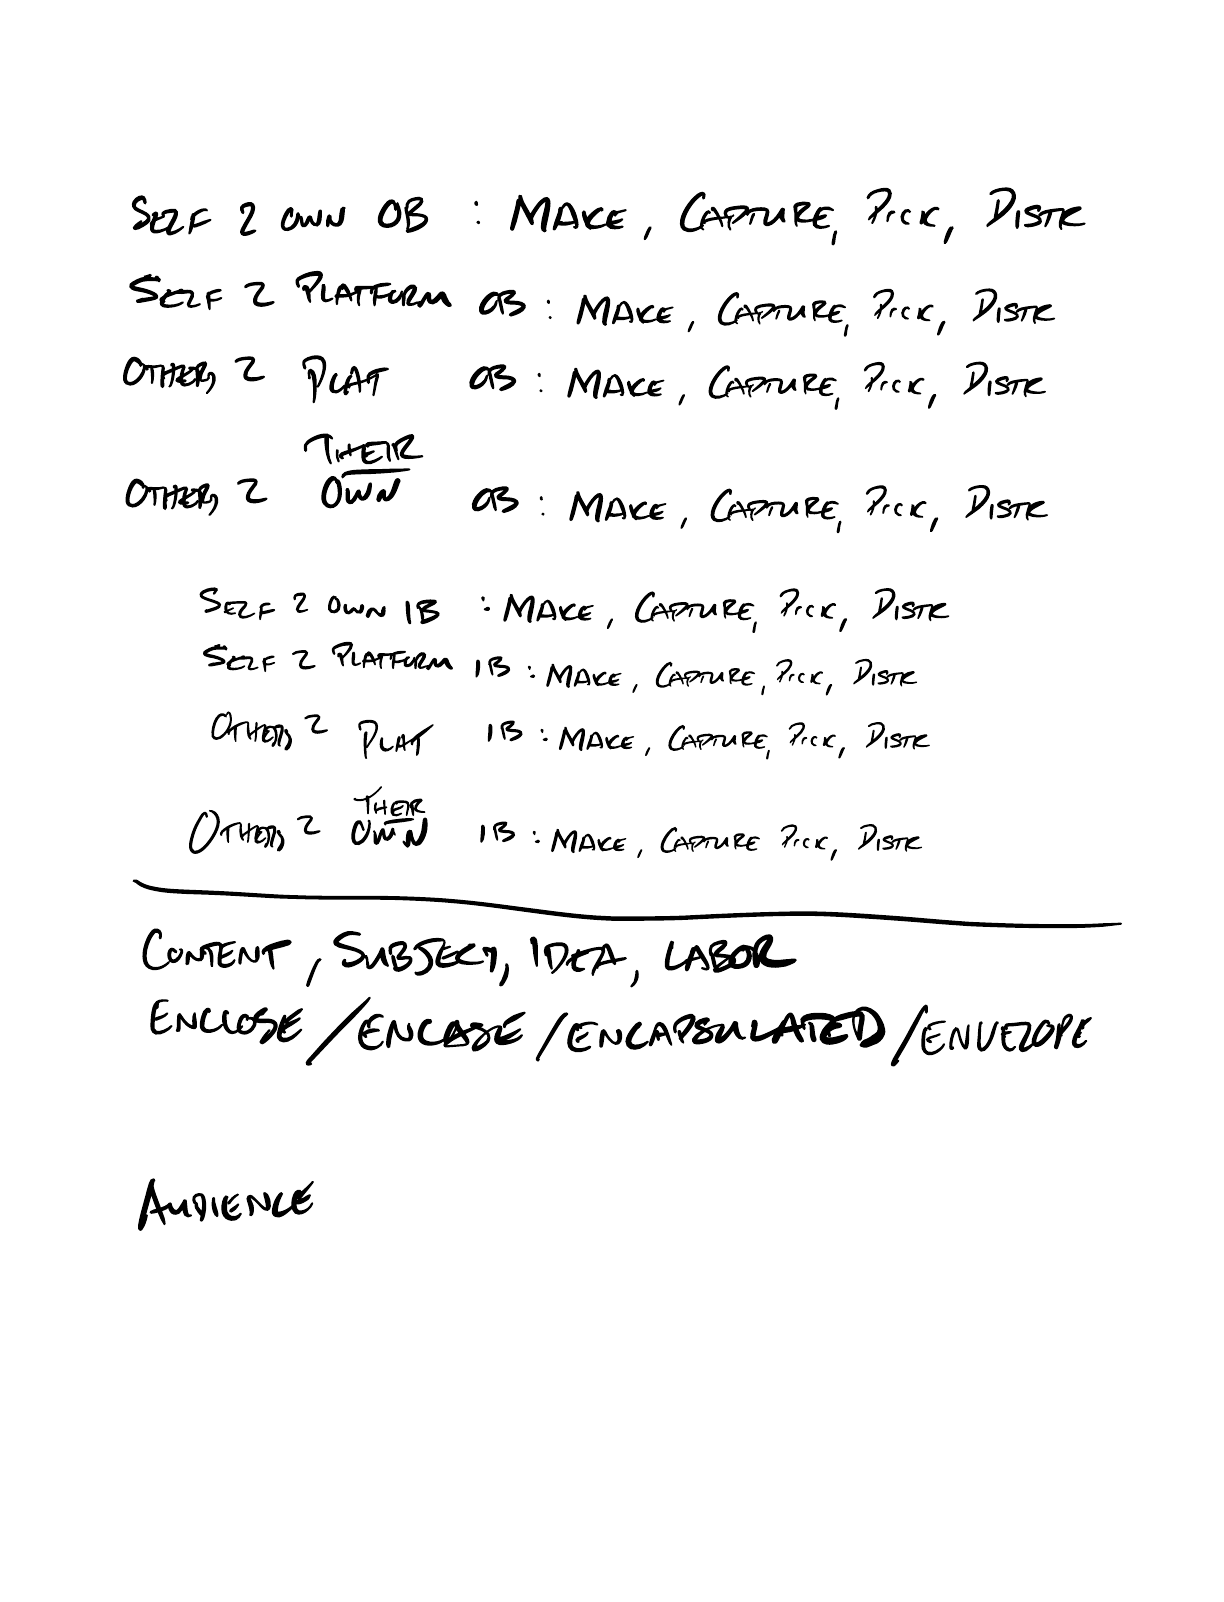 SELF 2 OWN OB : MAKE, CAPTURE, PICK, DISTR
SELF 2 PLATFORM OB : MAKE, CAPTURE, PICK, DISTR
OTHERS 2 PLAT OB : MAKE, CAPTURE, PICK, DISTR
THEIR
OTHERS 2 OWN OB : MAKE, CAPTURE, PICK, DISTR
SELF 2 OWN IB : MAKE, CAPTURE, PICK, DISTR
SELF 2 PLATFORM IB : MAKE, CAPTURE, PICK, DISTR
OTHERS 2 PLAT IB : MAKE, CAPTURE, PICK, DISTR
THEIR
OTHERS 2 OWN IB : MAKE, CAPTURE PICK, DISTR
CONTENT, SUBJECT, IDEA, LABOR
ENCLOSE / ENCASE / ENCAPSULATED / ENVELOPE
AUDIENCE